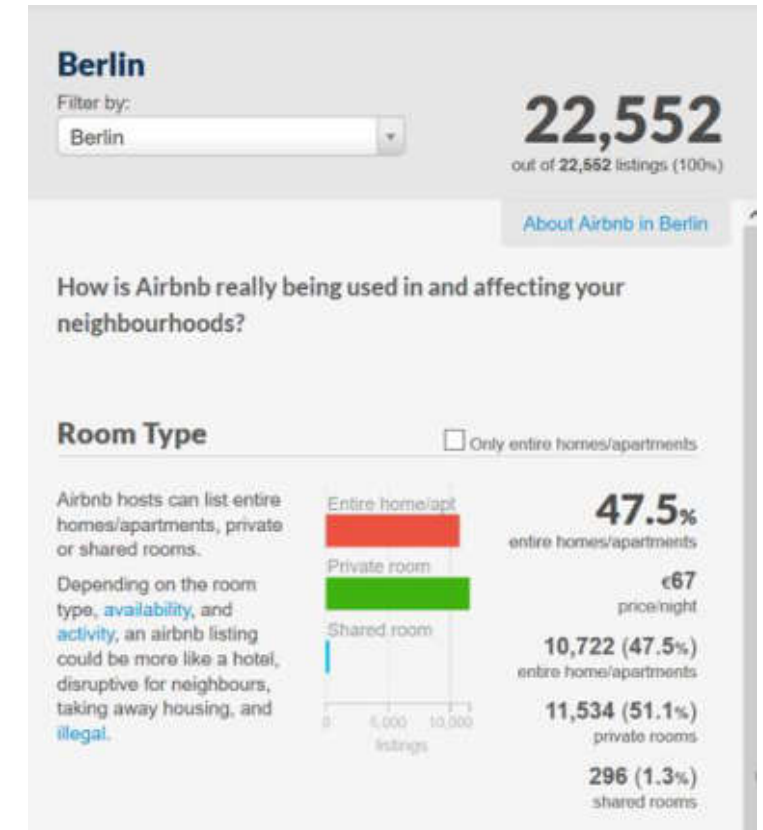 Berlin
Filter by:
Berlin
22,552
out of 22,552 listings (100%)
About Airbnb in Berlin
How is Airbnb really being used in and affecting your
neighbourhoods?
Room Type
Only entire homes/apartments
Airbnb hosts can list entire
homes/apartments, private
or shared rooms.
Depending on the room
type, availability, and
activity, an airbnb listing
could be more like a hotel,
disruptive for neighbours,
taking away housing, and
illegal.
Entire home/apt
Private room
Shared room
0 5,000 10,000
listings
47.5%
entire homes/apartments
€67
price/night
10,722 (47.5%)
entire home/apartments
11,534 (51.1%)
private rooms
296 (1.3%)
shared rooms